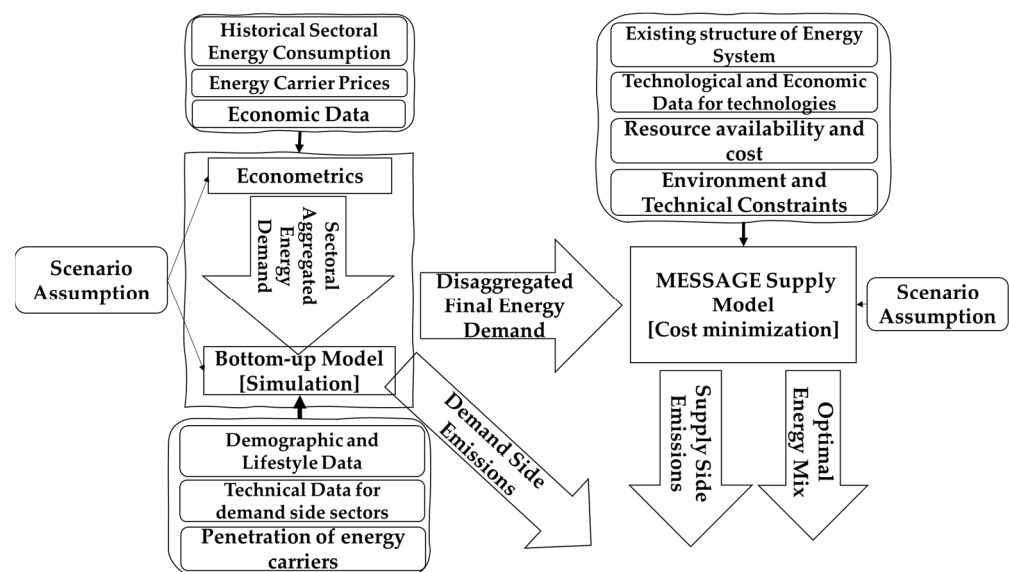 Historical Sectoral
Energy Consumption
Energy Carrier Prices
Economic Data
Econometrics
Sectoral
Aggregated
Energy
Demand
Scenario
Assumption
Bottom-up Model
[Simulation]
Demographic and
Lifestyle Data
Technical Data for
demand side sectors
Penetration of energy
carriers
Disaggregated
Final Energy
Demand
Demand Side
Emissions
Existing structure of Energy
System
Technological and Economic
Data for technologies
Resource availability and
cost
Environment and
Technical Constraints
MESSAGE Supply
Model
[Cost minimization]
Scenario
Assumption
Supply Side
Emissions
Optimal
Energy Mix